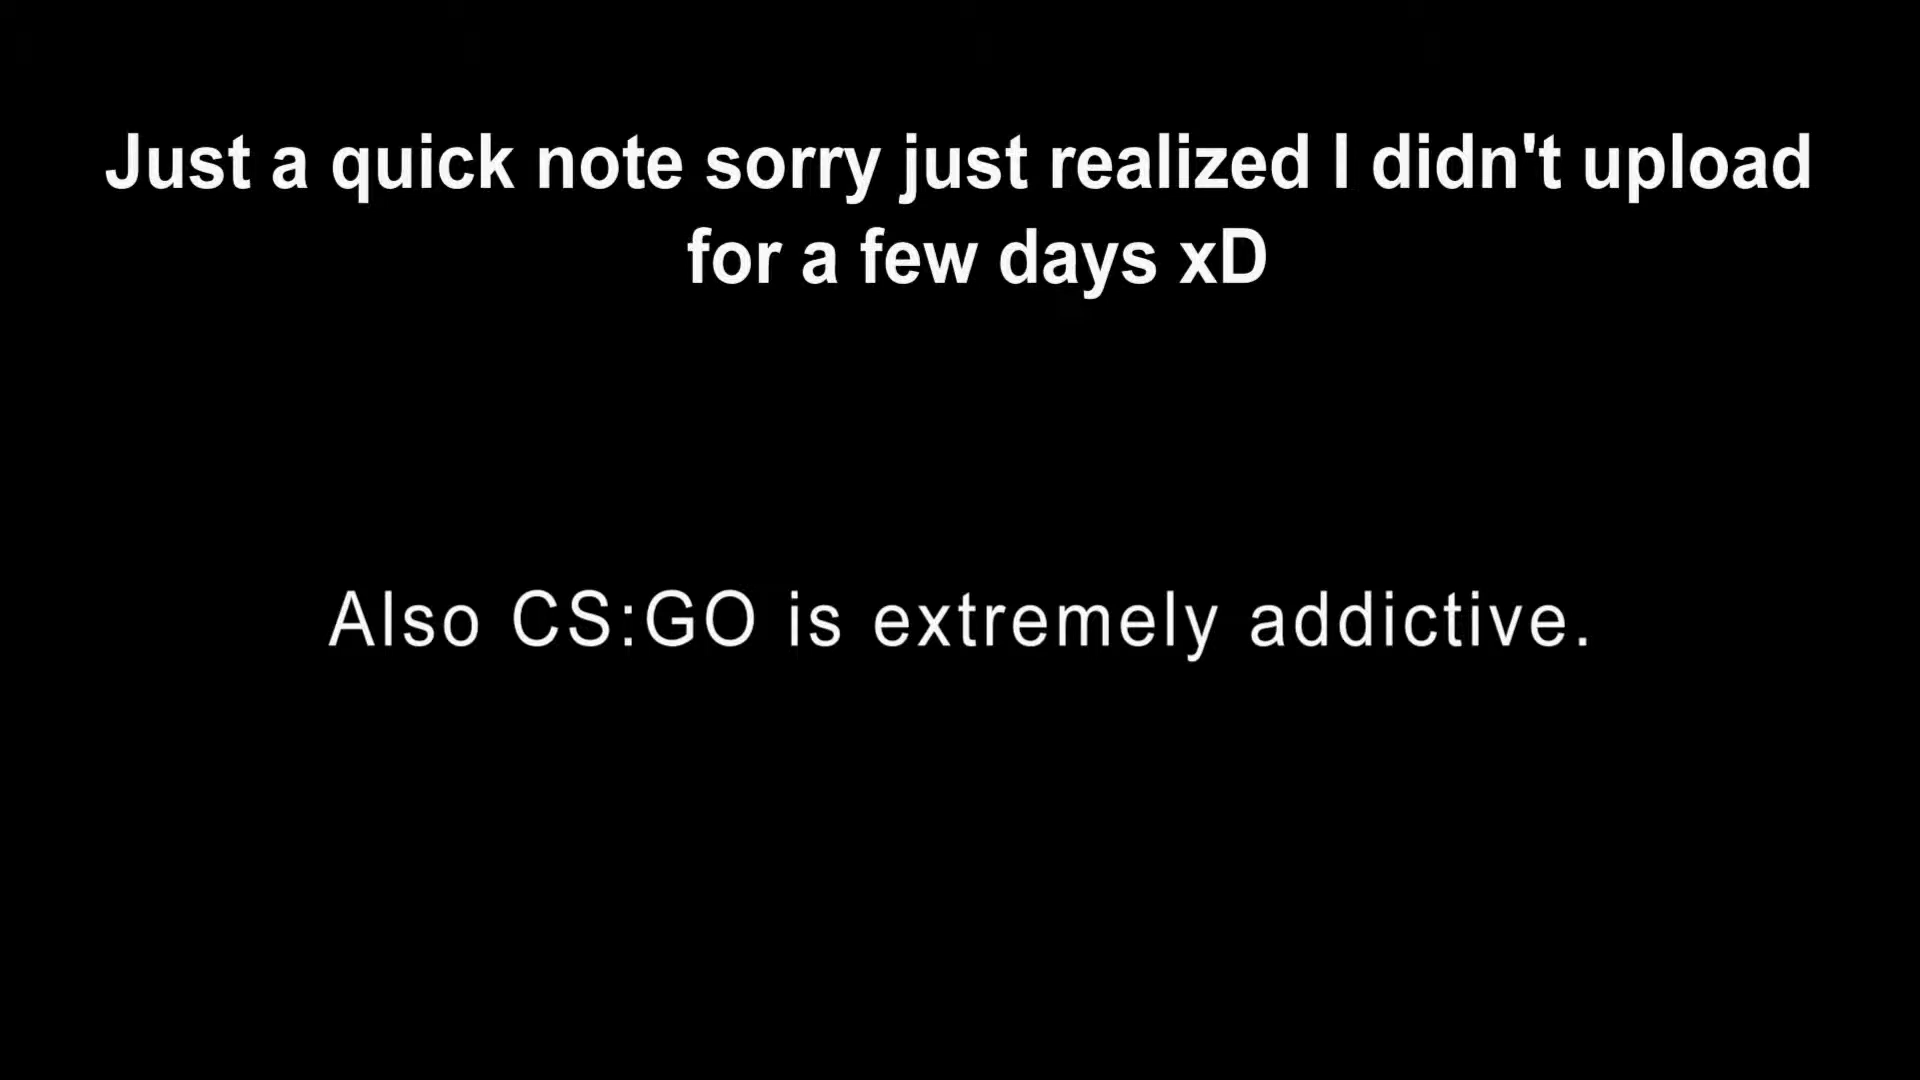 Just a quick note sorry just realized I didn't upload
for a few days xD
Also CS:GO is extremely addictive.